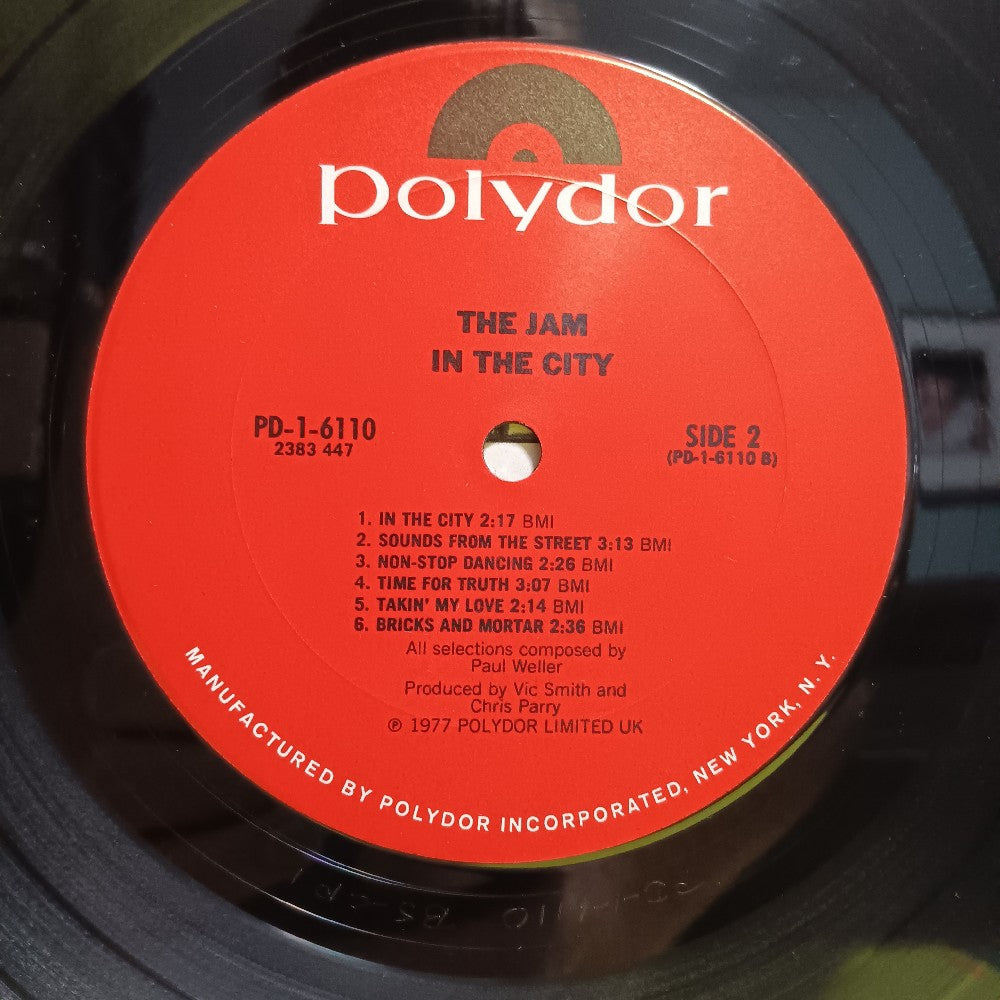 polydor
THE JAM
IN THE CITY
PD-1-6110
2383 447
SIDE 2
(PD-1-6110 B)
1. IN THE CITY 2:17 BMI
2. SOUNDS FROM THE STREET 3:13 BMI
3. NON-STOP DANCING 2:26 BMI
4. TIME FOR TRUTH 3:07 BMI
5. TAKIN' MY LOVE 2:14 BMI
6. BRICKS AND MORTAR 2:36 BMI
All selections composed by
Paul Weller
Produced by Vic Smith and
Chris Parry
℗ 1977 POLYDOR LIMITED UK
MANUFACTURED BY POLYDOR INCORPORATED, NEW YORK, N. Y.